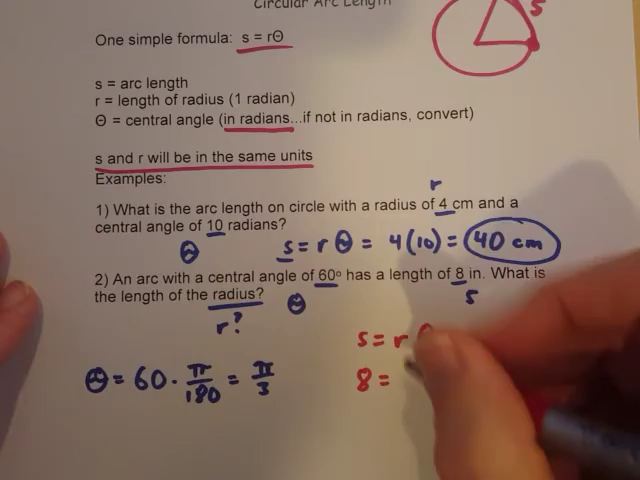 Circular Arc Length
S
One simple formula: s = rΘ
s = arc length
r = length of radius (1 radian)
Θ = central angle (in radians...if not in radians, convert)
s and r will be in the same units
Examples:
r
1) What is the arc length on circle with a radius of 4 cm and a
central angle of 10 radians?
Θ s = r Θ = 4(10) = 40 cm
2) An arc with a central angle of 60° has a length of 8 in. What is
the length of the radius? Θ s
r?
s = r
Θ = 60 · π/180 = π/3 8 =